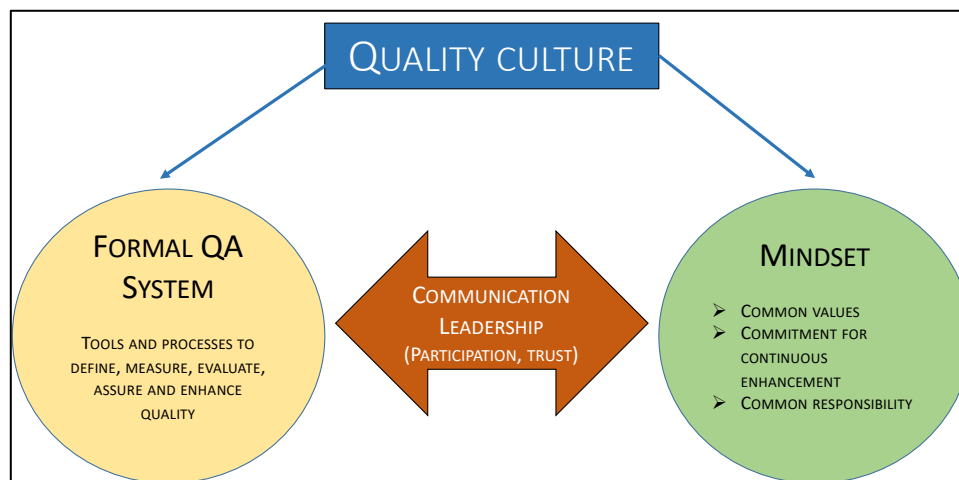 QUALITY CULTURE
FORMAL QA
SYSTEM
TOOLS AND PROCESSES TO
DEFINE, MEASURE, EVALUATE,
ASSURE AND ENHANCE
QUALITY
COMMUNICATION
LEADERSHIP
(PARTICIPATION, TRUST)
MINDSET
➢ COMMON VALUES
➢ COMMITMENT FOR
CONTINUOUS
ENHANCEMENT
➢ COMMON RESPONSIBILITY